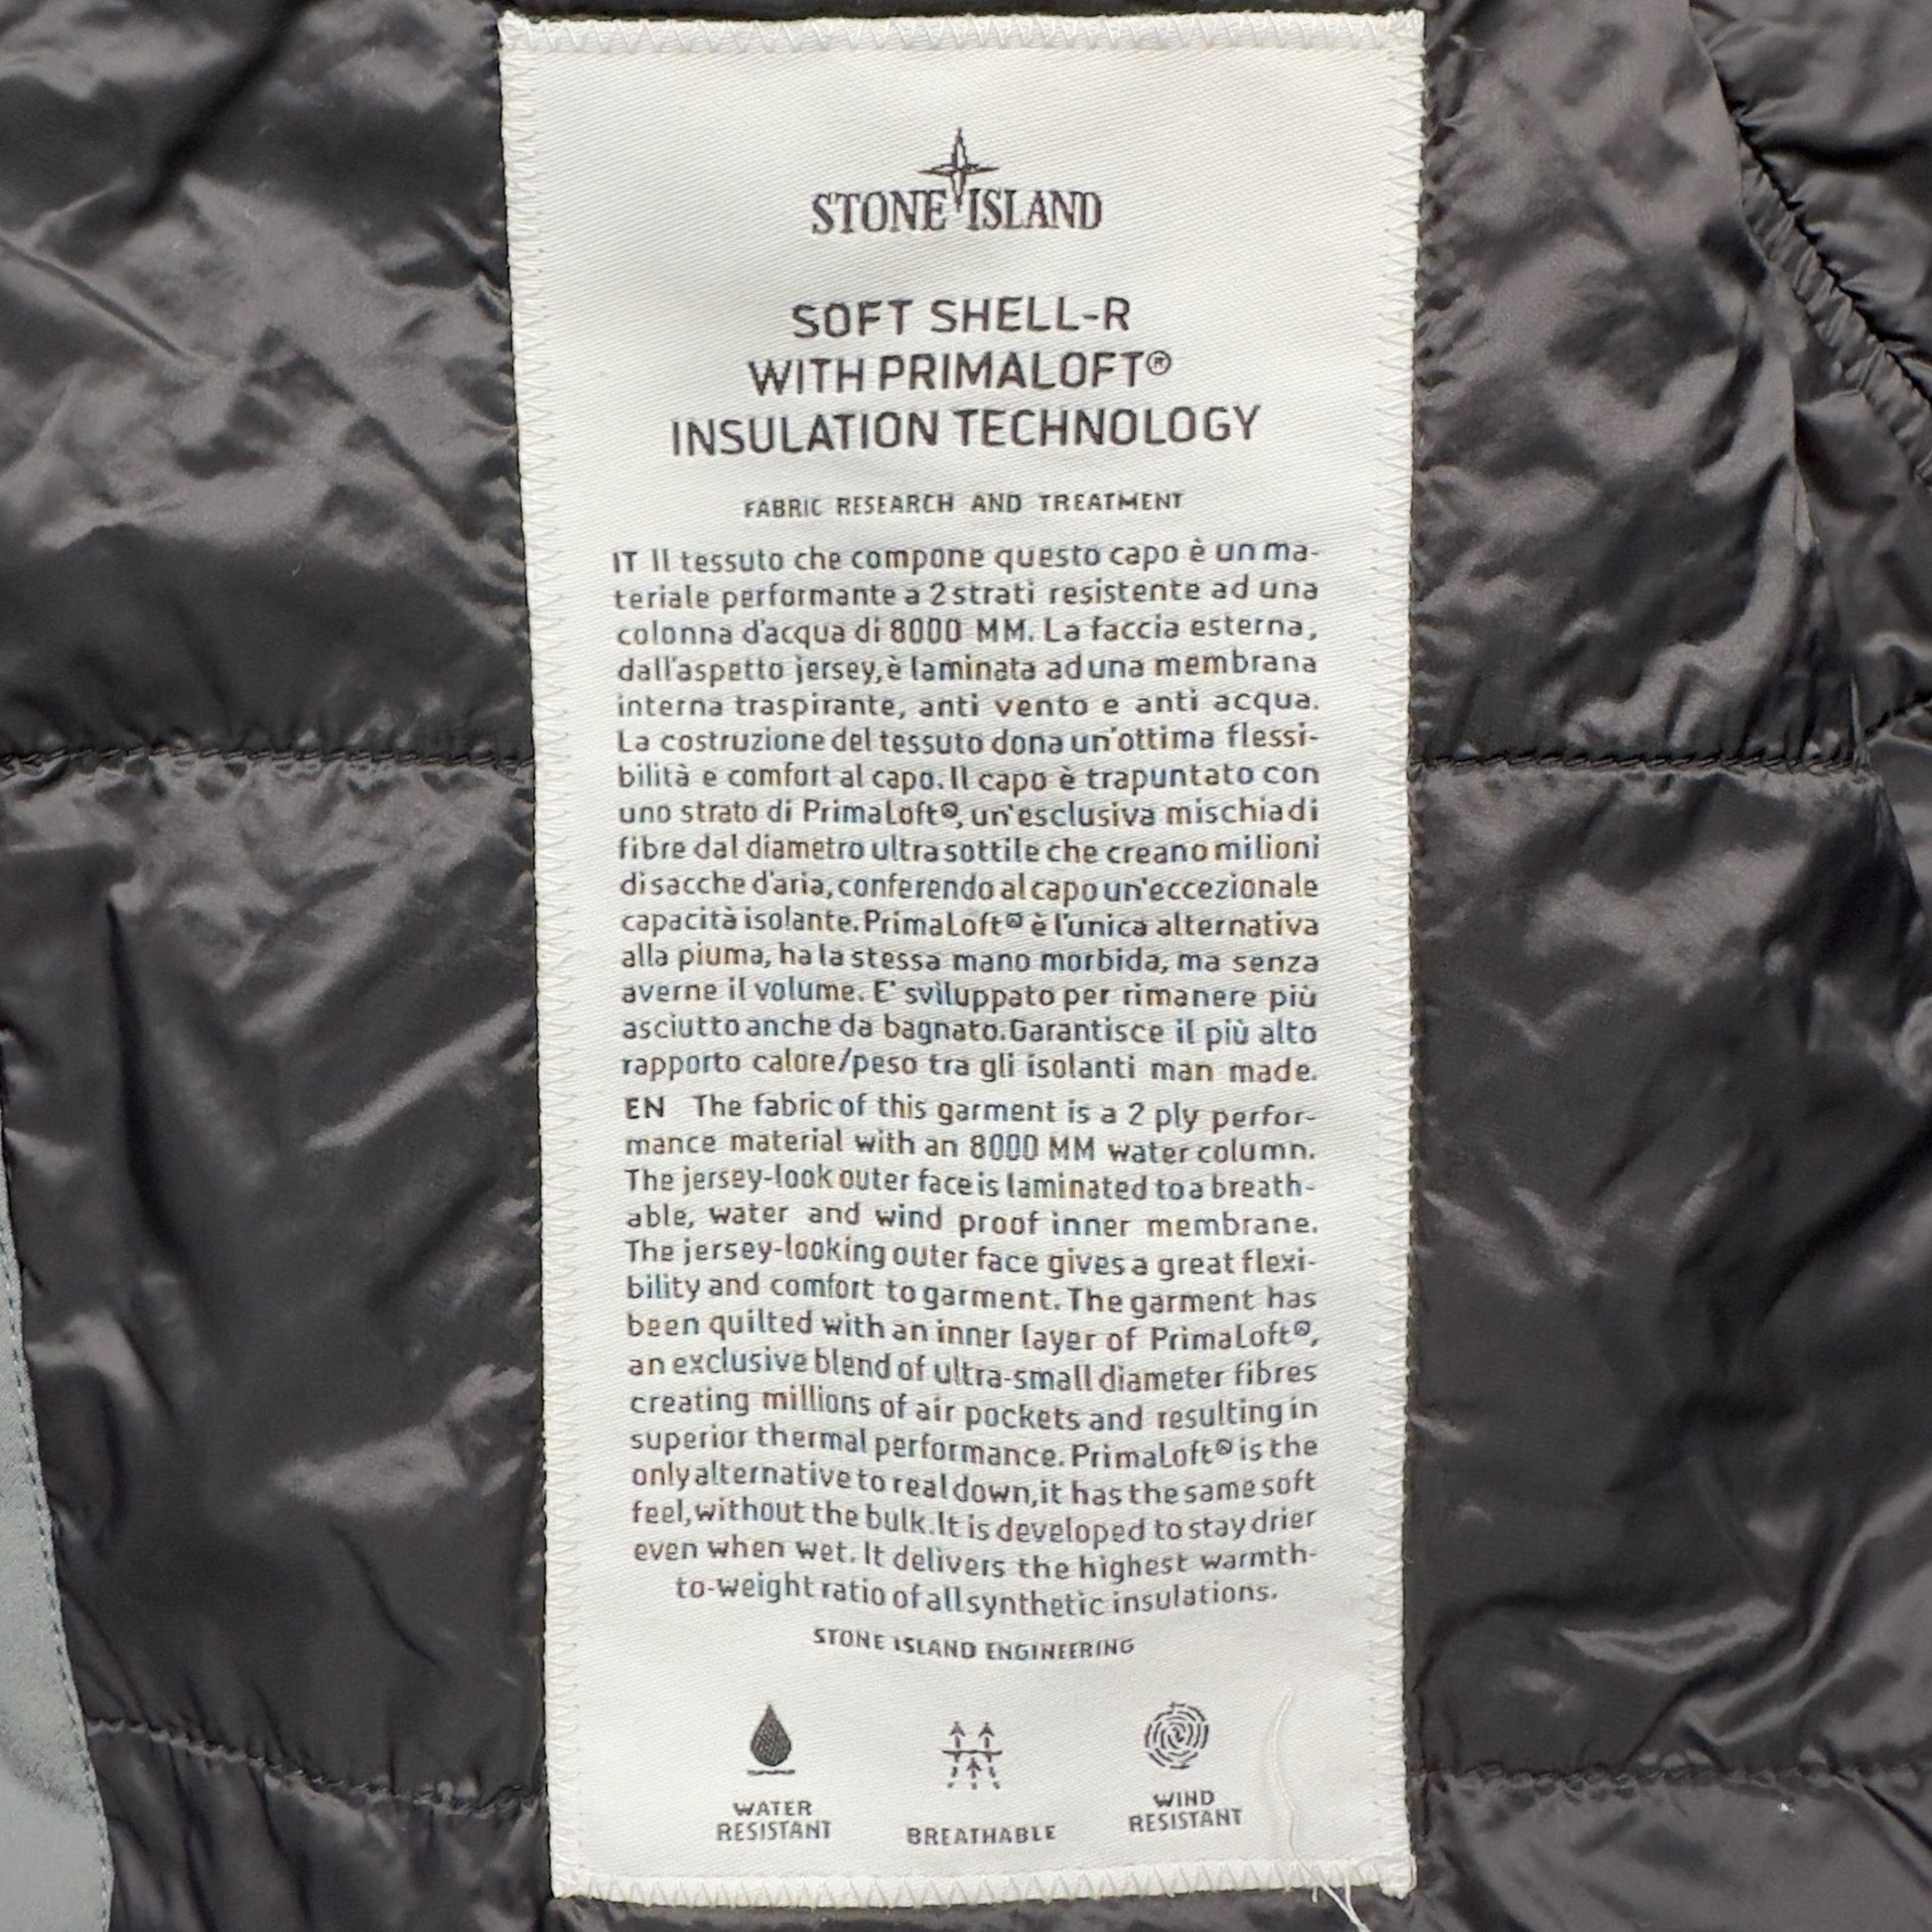 STONE ISLAND
SOFT SHELL-R
WITH PRIMALOFT®
INSULATION TECHNOLOGY
FABRIC RESEARCH AND TREATMENT
IT Il tessuto che compone questo capo è un ma-
teriale performante a 2 strati resistente ad una
colonna d'acqua di 8000 MM. La faccia esterna,
dall'aspetto jersey, è laminata ad una membrana
interna traspirante, anti vento e anti acqua.
La costruzione del tessuto dona un'ottima flessi-
bilità e comfort al capo. Il capo è trapuntato con
uno strato di PrimaLoft®, un'esclusiva mischia di
fibre dal diametro ultra sottile che creano milioni
di sacche d'aria, conferendo al capo un'eccezionale
capacità isolante. PrimaLoft® è l'unica alternativa
alla piuma, ha la stessa mano morbida, ma senza
averne il volume. E' sviluppato per rimanere più
asciutto anche da bagnato. Garantisce il più alto
rapporto calore/peso tra gli isolanti man made.
EN The fabric of this garment is a 2 ply perfor-
mance material with an 8000 MM water column.
The jersey-look outer face is laminated to a breath-
able, water and wind proof inner membrane.
The jersey-looking outer face gives a great flexi-
bility and comfort to garment. The garment has
been quilted with an inner layer of PrimaLoft®,
an exclusive blend of ultra-small diameter fibres
creating millions of air pockets and resulting in
superior thermal performance. PrimaLoft® is the
only alternative to real down, it has the same soft
feel, without the bulk. It is developed to stay drier
even when wet. It delivers the highest warmth-
to-weight ratio of all synthetic insulations.
STONE ISLAND ENGINEERING
WATER
RESISTANT
BREATHABLE
WIND
RESISTANT